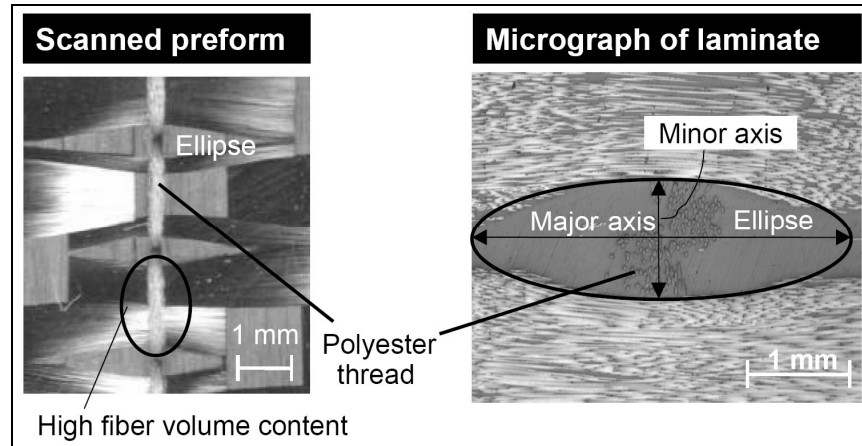 Scanned preform
Micrograph of laminate
Ellipse
Minor axis
Major axis
Ellipse
1 mm
Polyester
thread
1 mm
High fiber volume content